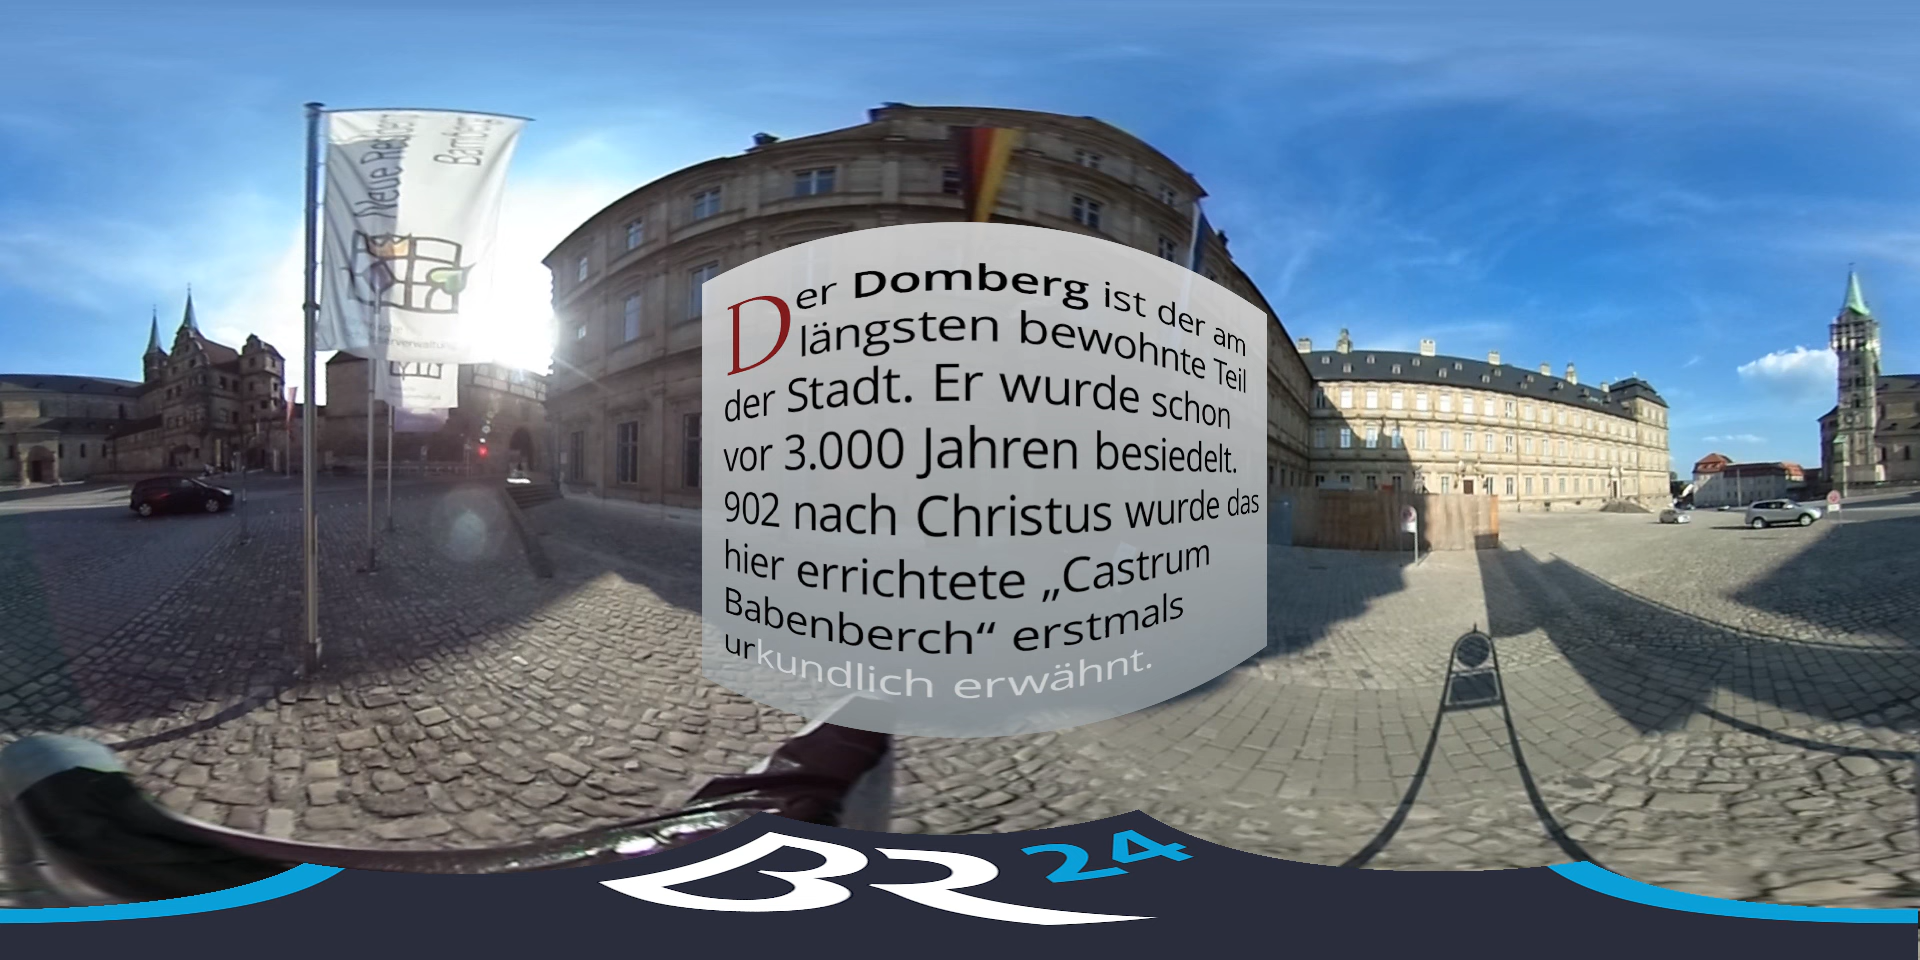 Neue Residenz
Bamberg
Der Domberg ist der am
längsten bewohnte Teil
der Stadt. Er wurde schon
vor 3.000 Jahren besiedelt.
902 nach Christus wurde das
hier errichtete „Castrum
Babenberch“ erstmals
urkundlich erwähnt.
BR24